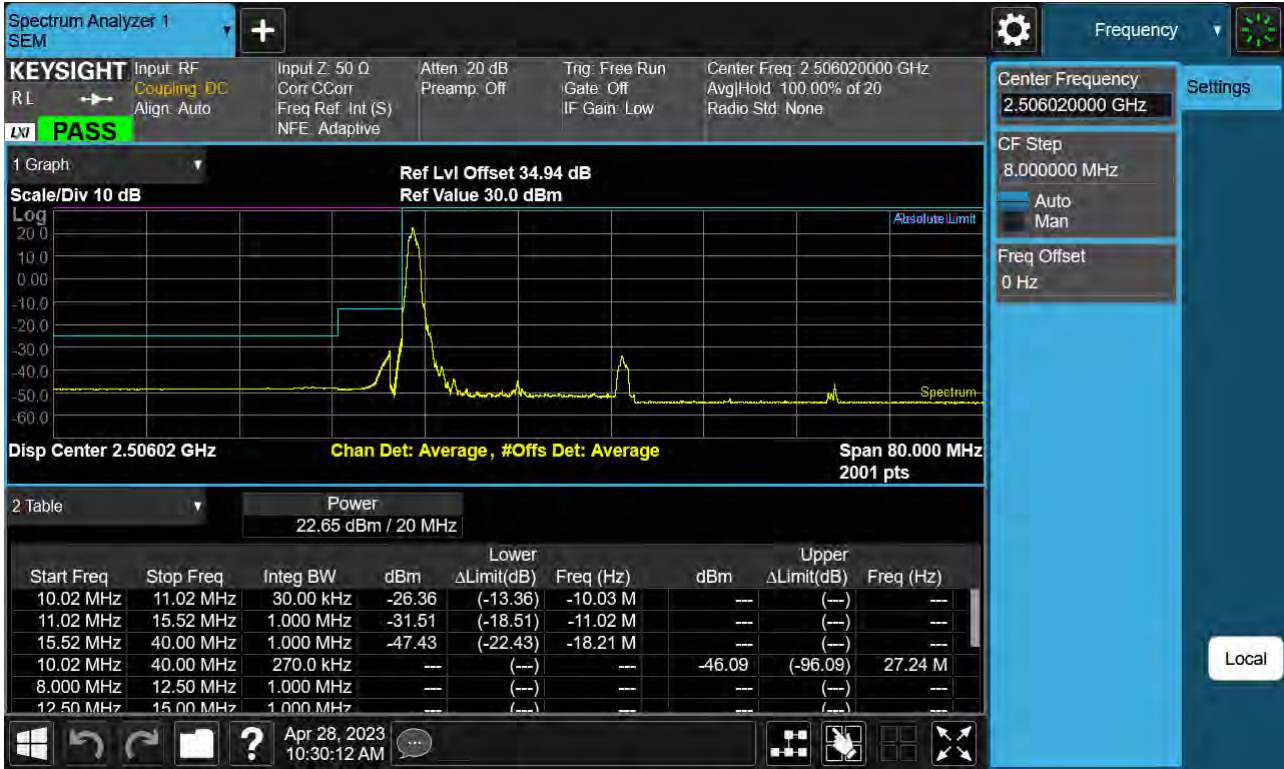 Spectrum Analyzer 1
SEM
Frequency
KEYSIGHT
RL
LXI
PASS
Input: RF
Coupling: DC
Align: Auto
Input Z: 50 Ω
Corr CCorr
Freq Ref: Int (S)
NFE: Adaptive
Atten: 20 dB
Preamp: Off
Trig: Free Run
Gate: Off
IF Gain: Low
Center Freq: 2.506020000 GHz
Avg|Hold: 100.00% of 20
Radio Std: None
Center Frequency
2.506020000 GHz
Settings
CF Step
8.000000 MHz
Auto
Man
Freq Offset
0 Hz
Local
1 Graph
Scale/Div 10 dB
Ref Lvl Offset 34.94 dB
Ref Value 30.0 dBm
Log
20.0
10.0
0.00
-10.0
-20.0
-30.0
-40.0
-50.0
-60.0
Absolute Limit
Spectrum
Disp Center 2.50602 GHz
Chan Det: Average, #Offs Det: Average
Span 80.000 MHz
2001 pts
2 Table
Power
22.65 dBm / 20 MHz
Lower Upper
Start Freq Stop Freq Integ BW dBm ΔLimit(dB) Freq (Hz) dBm ΔLimit(dB) Freq (Hz)
10.02 MHz 11.02 MHz 30.00 kHz -26.36 (-13.36) -10.03 M --- (---) ---
11.02 MHz 15.52 MHz 1.000 MHz -31.51 (-18.51) -11.02 M --- (---) ---
15.52 MHz 40.00 MHz 1.000 MHz -47.43 (-22.43) -18.21 M --- (---) ---
10.02 MHz 40.00 MHz 270.0 kHz --- (---) --- -46.09 (-96.09) 27.24 M
8.000 MHz 12.50 MHz 1.000 MHz --- (---) --- --- (---) ---
12.50 MHz 15.00 MHz 1.000 MHz --- (---) --- --- (---) ---
Apr 28, 2023
10:30:12 AM